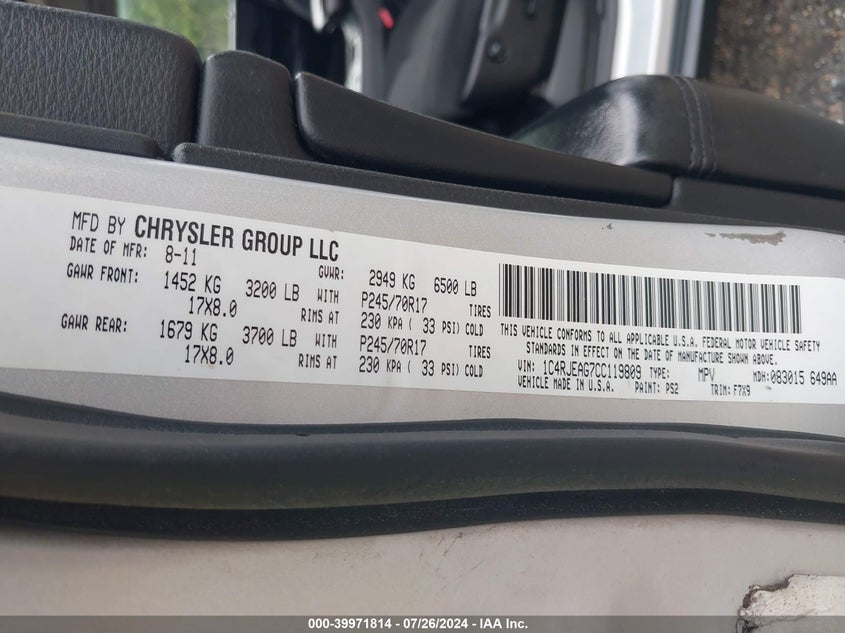 MFD BY CHRYSLER GROUP LLC
DATE OF MFR: 8-11 GVWR: 2949 KG 6500 LB
GAWR FRONT: 1452 KG 3200 LB WITH P245/70R17 TIRES
17X8.0 RIMS AT 230 KPA ( 33 PSI) COLD
GAWR REAR: 1679 KG 3700 LB WITH P245/70R17 TIRES
17X8.0 RIMS AT 230 KPA ( 33 PSI) COLD
THIS VEHICLE CONFORMS TO ALL APPLICABLE U.S.A. FEDERAL MOTOR VEHICLE SAFETY
STANDARDS IN EFFECT ON THE DATE OF MANUFACTURE SHOWN ABOVE.
VIN: 1C4RJEAG7CC119809 TYPE: MPV MDH: 083015 649AA
VEHICLE MADE IN U.S.A. PAINT: PS2 TRIM: F7X9
000-39971814 - 07/26/2024 - IAA Inc.